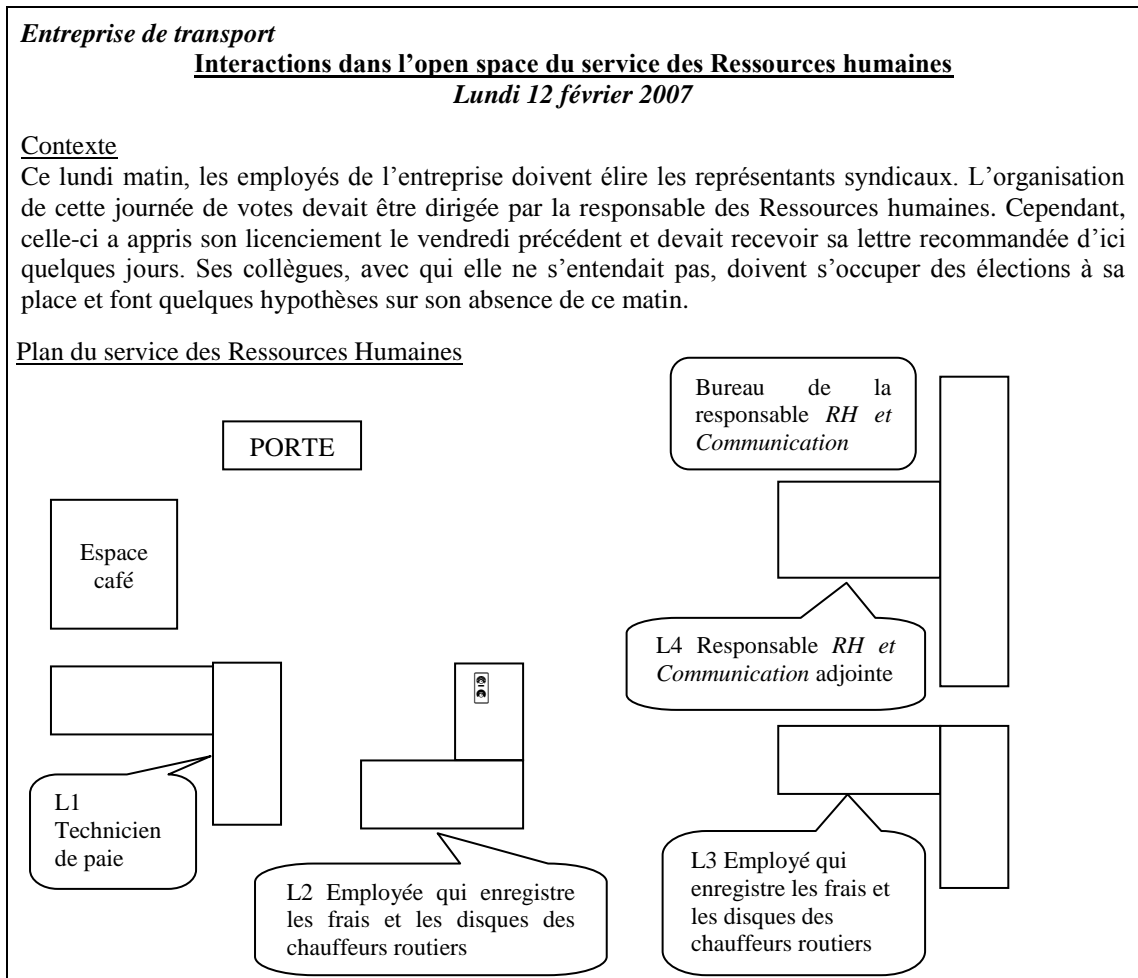 Entreprise de transport
Interactions dans l’open space du service des Ressources humaines
Lundi 12 février 2007
Contexte
Ce lundi matin, les employés de l’entreprise doivent élire les représentants syndicaux. L’organisation
de cette journée de votes devait être dirigée par la responsable des Ressources humaines. Cependant,
celle-ci a appris son licenciement le vendredi précédent et devait recevoir sa lettre recommandée d’ici
quelques jours. Ses collègues, avec qui elle ne s’entendait pas, doivent s’occuper des élections à sa
place et font quelques hypothèses sur son absence de ce matin.
Plan du service des Ressources Humaines
Bureau de la
responsable RH et
Communication
PORTE
Espace
café
L4 Responsable RH et
Communication adjointe
L1
Technicien
de paie
L2 Employée qui enregistre
les frais et les disques des
chauffeurs routiers
L3 Employé qui
enregistre les frais et
les disques des
chauffeurs routiers